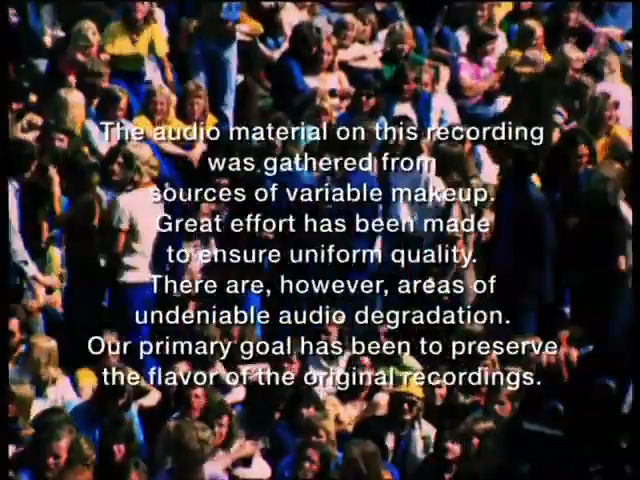 The audio material on this recording
was gathered from
sources of variable makeup.
Great effort has been made
to ensure uniform quality.
There are, however, areas of
undeniable audio degradation.
Our primary goal has been to preserve
the flavor of the original recordings.